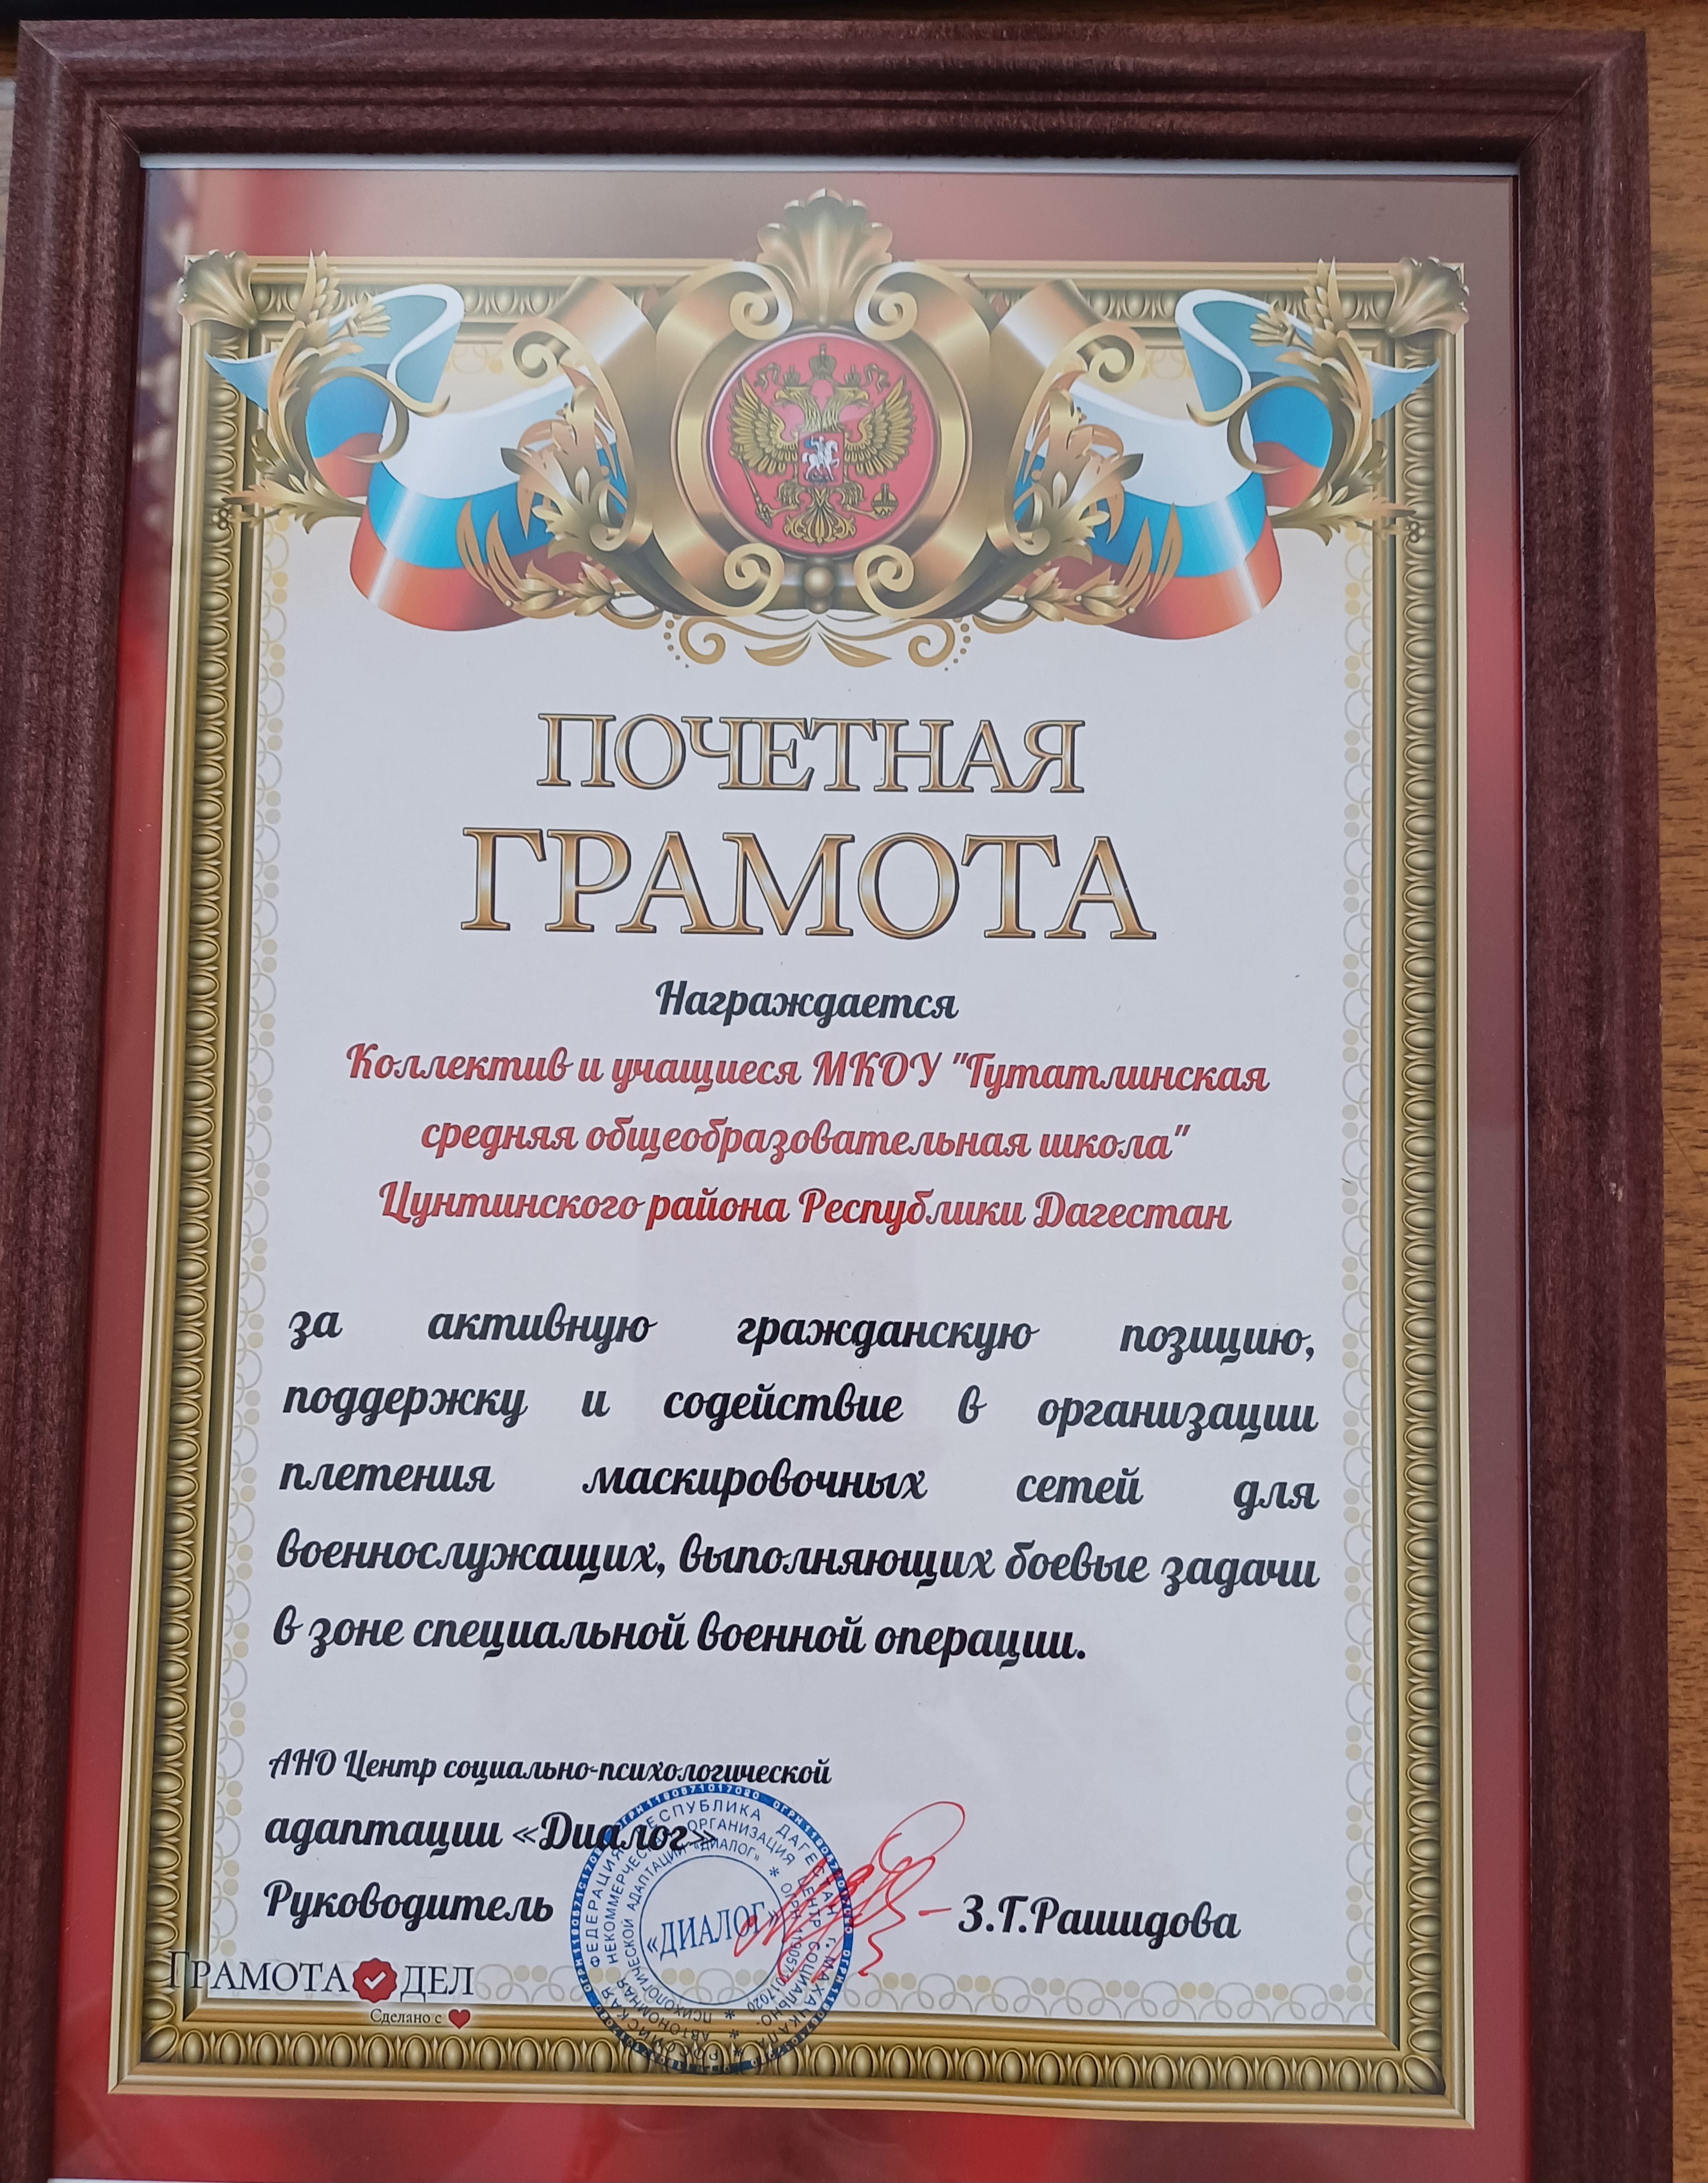 ПОЧЕТНАЯ
ГРАМОТА
Награждается
Коллектив и учащиеся МКОУ "Гутатлинская
средняя общеобразовательная школа"
Цунтинского района Республики Дагестан
за активную гражданскую позицию,
поддержку и содействие в организации
плетения маскировочных сетей для
военнослужащих, выполняющих боевые задачи
в зоне специальной военной операции.
АНО Центр социально-психологической
адаптации «Диалог»
Руководитель
З.Г.Рашидова
«ДИАЛОГ»
ГРАМОТА ДЕЛ
Сделано с